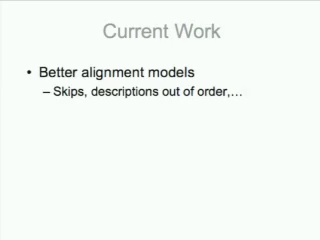 Current Work
• Better alignment models
– Skips, descriptions out of order,…